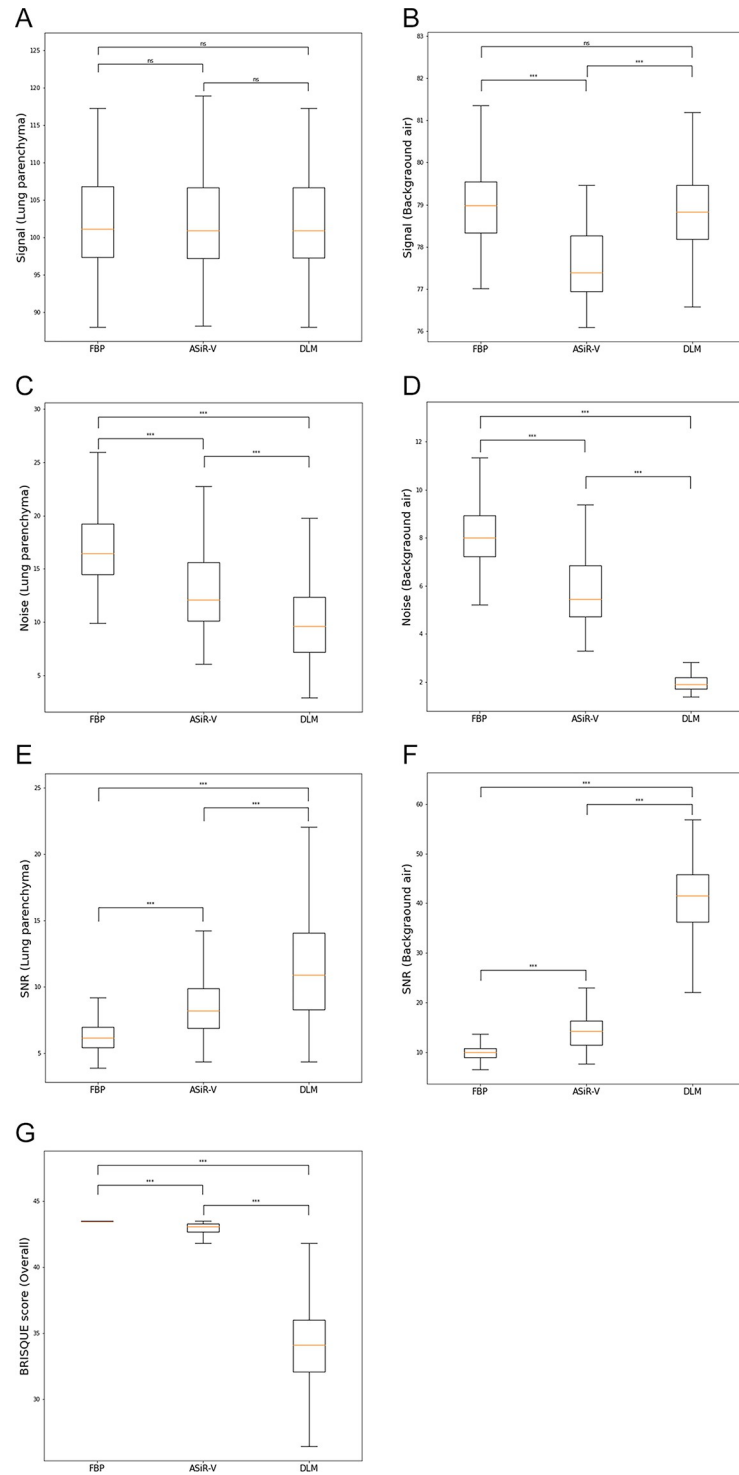 A
Signal (Lung parenchyma)
125
120
115
110
105
100
95
90
ns
ns
ns
FBP
ASiR-V
DLM
B
Signal (Backgraound air)
83
82
81
80
79
78
77
76
ns
***
***
FBP
ASiR-V
DLM
C
Noise (Lung parenchyma)
30
25
20
15
10
5
***
***
***
FBP
ASiR-V
DLM
D
Noise (Backgraound air)
12
10
8
6
4
2
***
***
***
FBP
ASiR-V
DLM
E
SNR (Lung parenchyma)
25
20
15
10
5
***
***
***
FBP
ASiR-V
DLM
F
SNR (Backgraound air)
60
50
40
30
20
10
***
***
***
FBP
ASiR-V
DLM
G
BRISQUE score (Overall)
45
40
35
30
***
***
***
FBP
ASiR-V
DLM